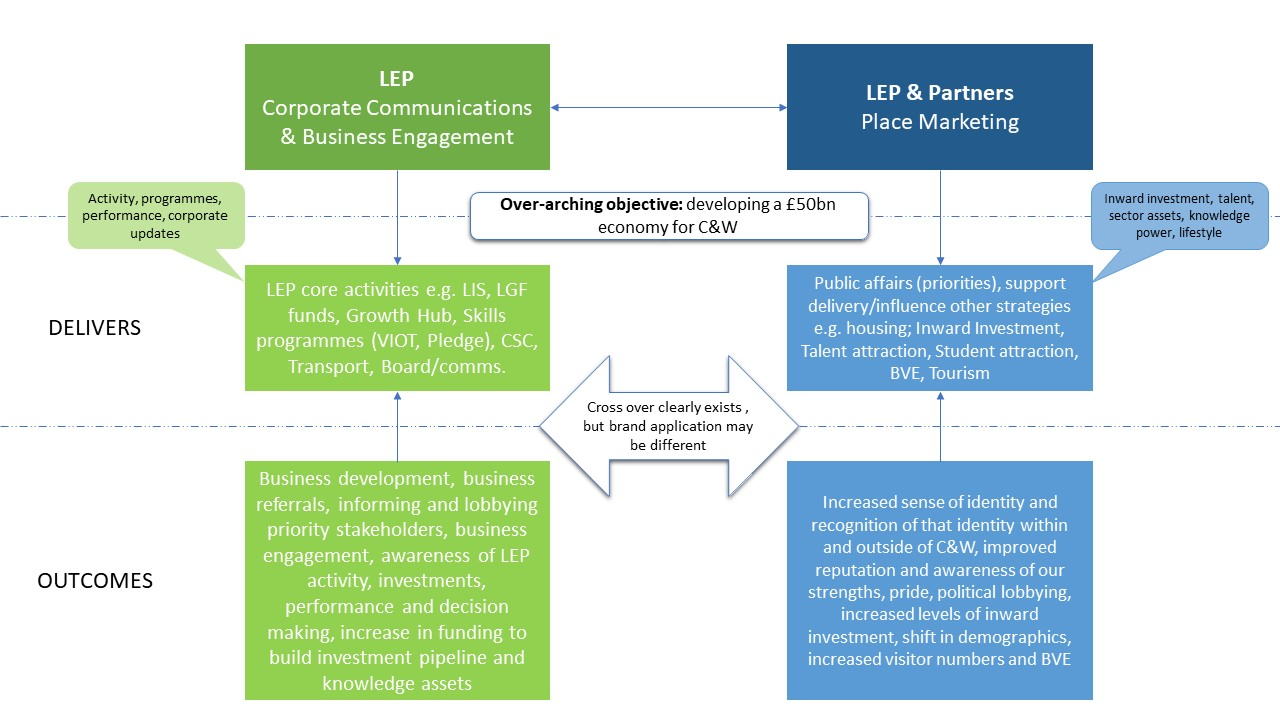 LEP
Corporate Communications
& Business Engagement
LEP & Partners
Place Marketing
Activity, programmes,
performance, corporate
updates
Over-arching objective: developing a £50bn
economy for C&W
Inward investment, talent,
sector assets, knowledge
power, lifestyle
DELIVERS
LEP core activities e.g. LIS, LGF
funds, Growth Hub, Skills
programmes (VIOT, Pledge), CSC,
Transport, Board/comms.
Public affairs (priorities), support
delivery/influence other strategies
e.g. housing; Inward Investment,
Talent attraction, Student attraction,
BVE, Tourism
Cross over clearly exists ,
but brand application may
be different
OUTCOMES
Business development, business
referrals, informing and lobbying
priority stakeholders, business
engagement, awareness of LEP
activity, investments,
performance and decision
making, increase in funding to
build investment pipeline and
knowledge assets
Increased sense of identity and
recognition of that identity within
and outside of C&W, improved
reputation and awareness of our
strengths, pride, political lobbying,
increased levels of inward
investment, shift in demographics,
increased visitor numbers and BVE